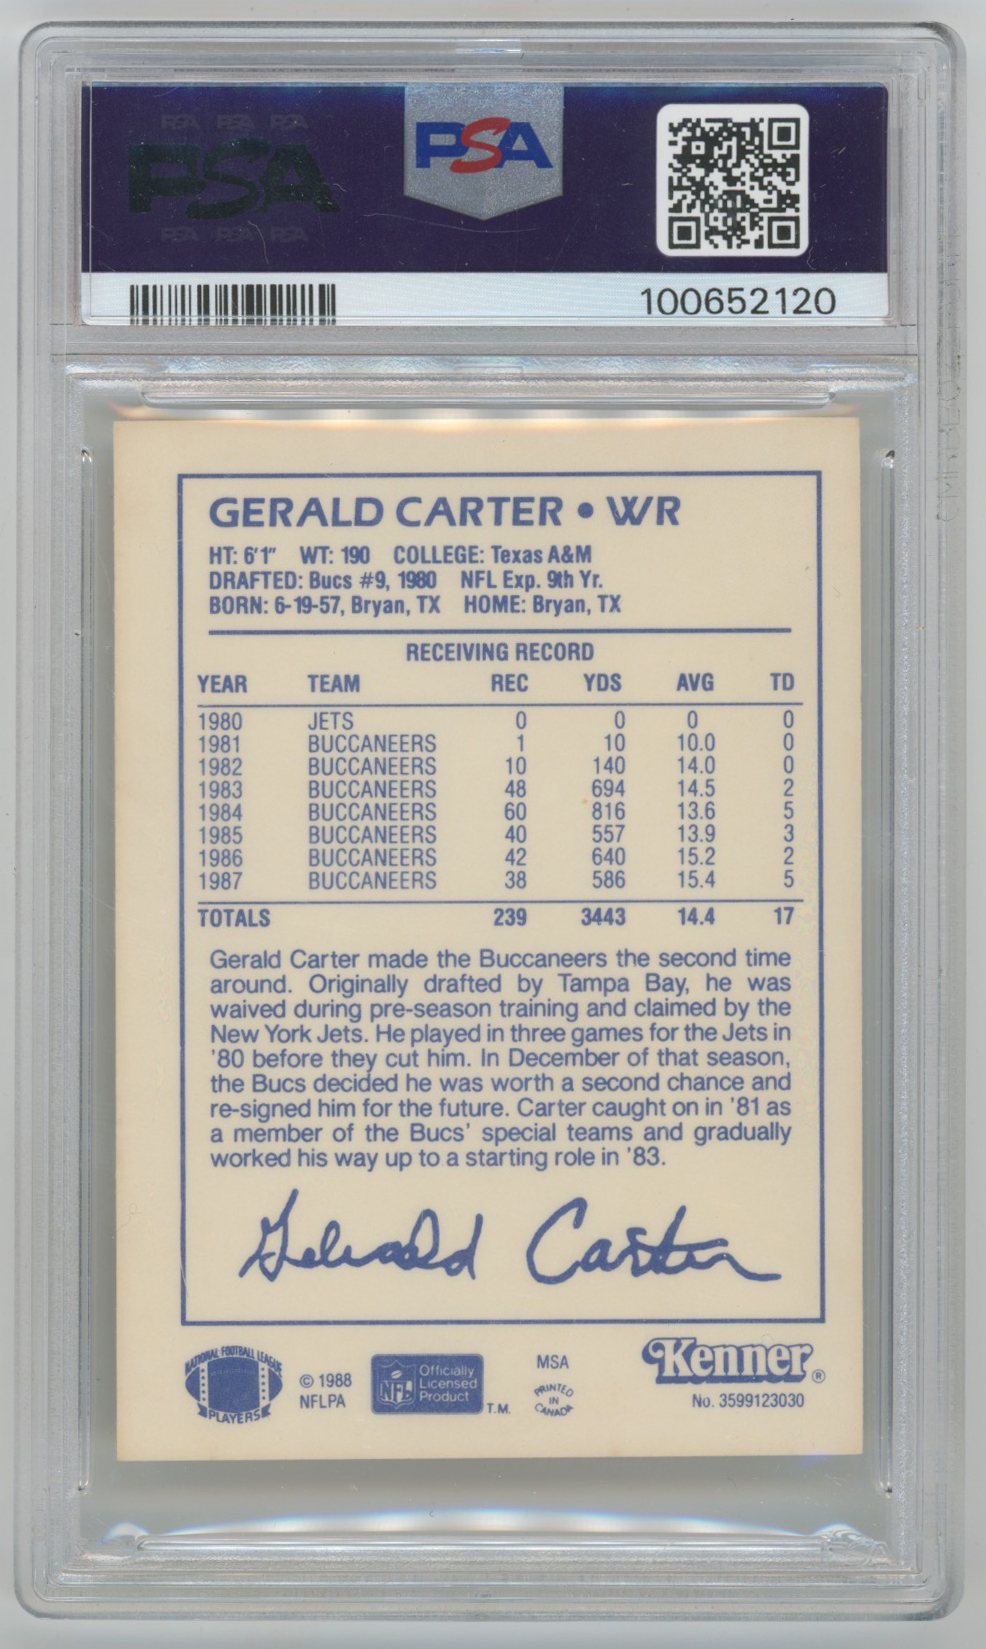 PSA PSA PSA
PSA
PSA PSA PSA
PSA
100652120
GERALD CARTER • WR
HT: 6'1" WT: 190 COLLEGE: Texas A&M
DRAFTED: Bucs #9, 1980 NFL Exp. 9th Yr.
BORN: 6-19-57, Bryan, TX HOME: Bryan, TX
RECEIVING RECORD
YEAR TEAM REC YDS AVG TD
1980 JETS 0 0 0 0
1981 BUCCANEERS 1 10 10.0 0
1982 BUCCANEERS 10 140 14.0 0
1983 BUCCANEERS 48 694 14.5 2
1984 BUCCANEERS 60 816 13.6 5
1985 BUCCANEERS 40 557 13.9 3
1986 BUCCANEERS 42 640 15.2 2
1987 BUCCANEERS 38 586 15.4 5
TOTALS 239 3443 14.4 17
Gerald Carter made the Buccaneers the second time
around. Originally drafted by Tampa Bay, he was
waived during pre-season training and claimed by the
New York Jets. He played in three games for the Jets in
'80 before they cut him. In December of that season,
the Bucs decided he was worth a second chance and
re-signed him for the future. Carter caught on in '81 as
a member of the Bucs' special teams and gradually
worked his way up to a starting role in '83.
Gerald Carter
NATIONAL FOOTBALL LEAGUE
PLAYERS
© 1988
NFLPA
NFL
Officially
Licensed
Product
T.M.
MSA
PRINTED
IN
CANADA
Kenner ®
No. 3599123030